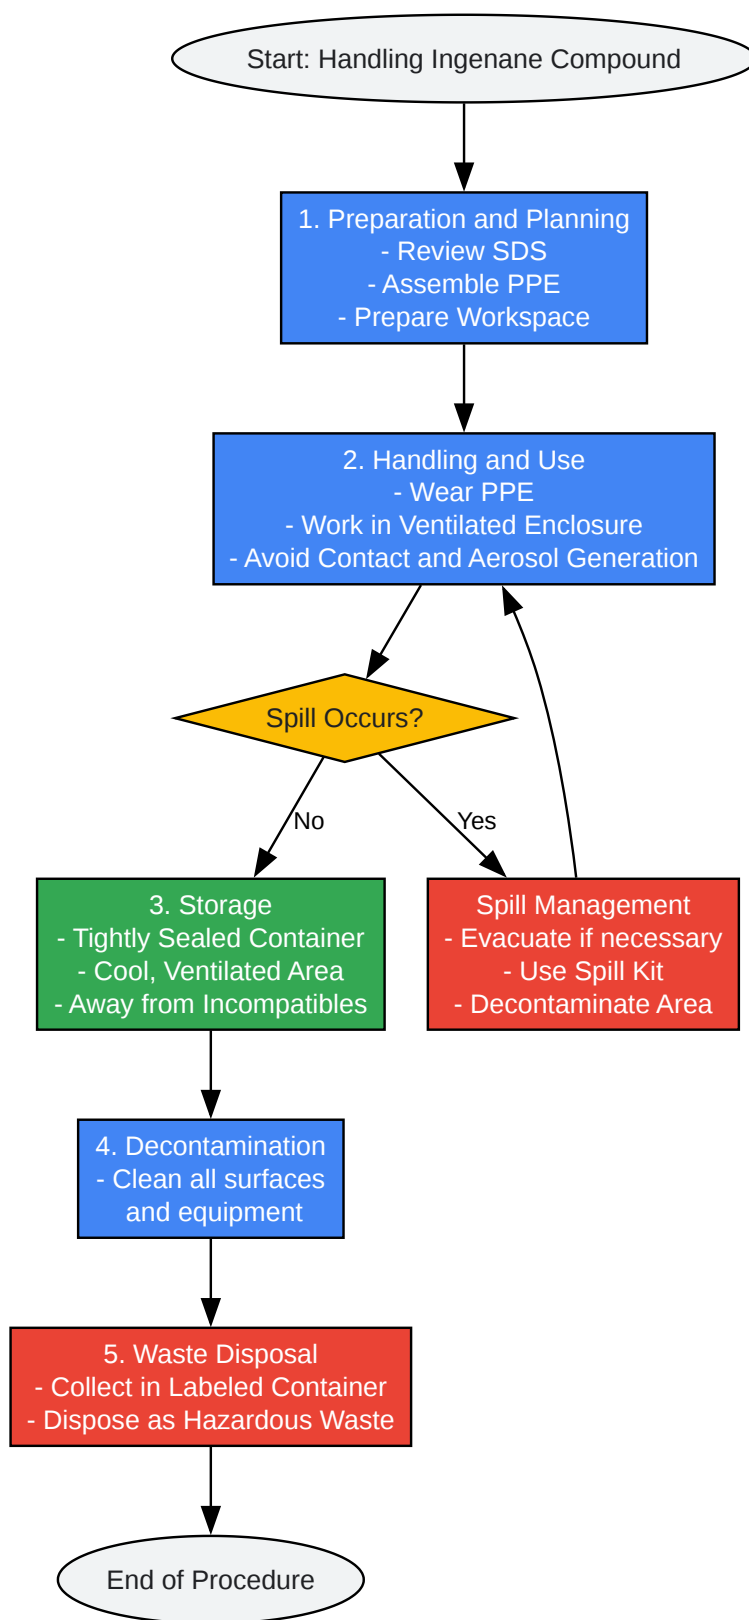 Start: Handling Ingenane Compound
1. Preparation and Planning
- Review SDS
- Assemble PPE
- Prepare Workspace
2. Handling and Use
- Wear PPE
- Work in Ventilated Enclosure
- Avoid Contact and Aerosol Generation
Spill Occurs?
No
Yes
3. Storage
- Tightly Sealed Container
- Cool, Ventilated Area
- Away from Incompatibles
Spill Management
- Evacuate if necessary
- Use Spill Kit
- Decontaminate Area
4. Decontamination
- Clean all surfaces
and equipment
5. Waste Disposal
- Collect in Labeled Container
- Dispose as Hazardous Waste
End of Procedure